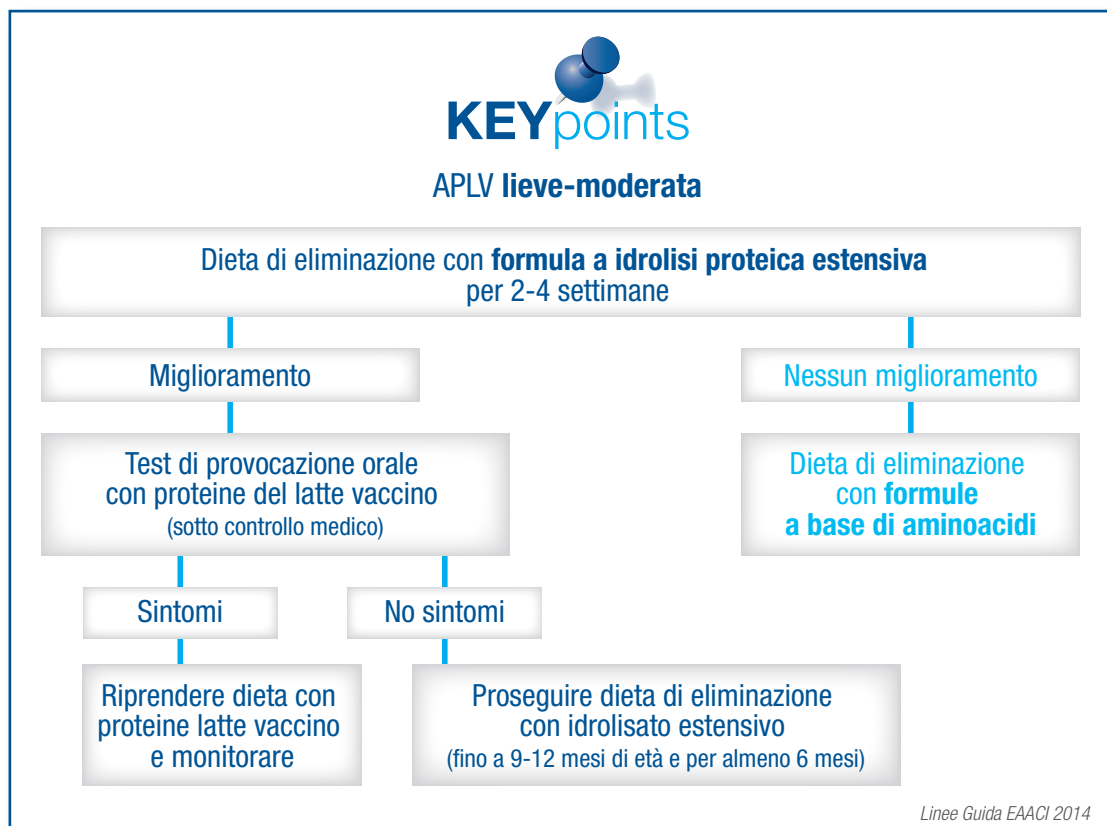 KEYpoints
APLV lieve-moderata
Dieta di eliminazione con formula a idrolisi proteica estensiva
per 2-4 settimane
Miglioramento
Nessun miglioramento
Test di provocazione orale
con proteine del latte vaccino
(sotto controllo medico)
Dieta di eliminazione
con formule
a base di aminoacidi
Sintomi
No sintomi
Riprendere dieta con
proteine latte vaccino
e monitorare
Proseguire dieta di eliminazione
con idrolisato estensivo
(fino a 9-12 mesi di età e per almeno 6 mesi)
Linee Guida EAACI 2014